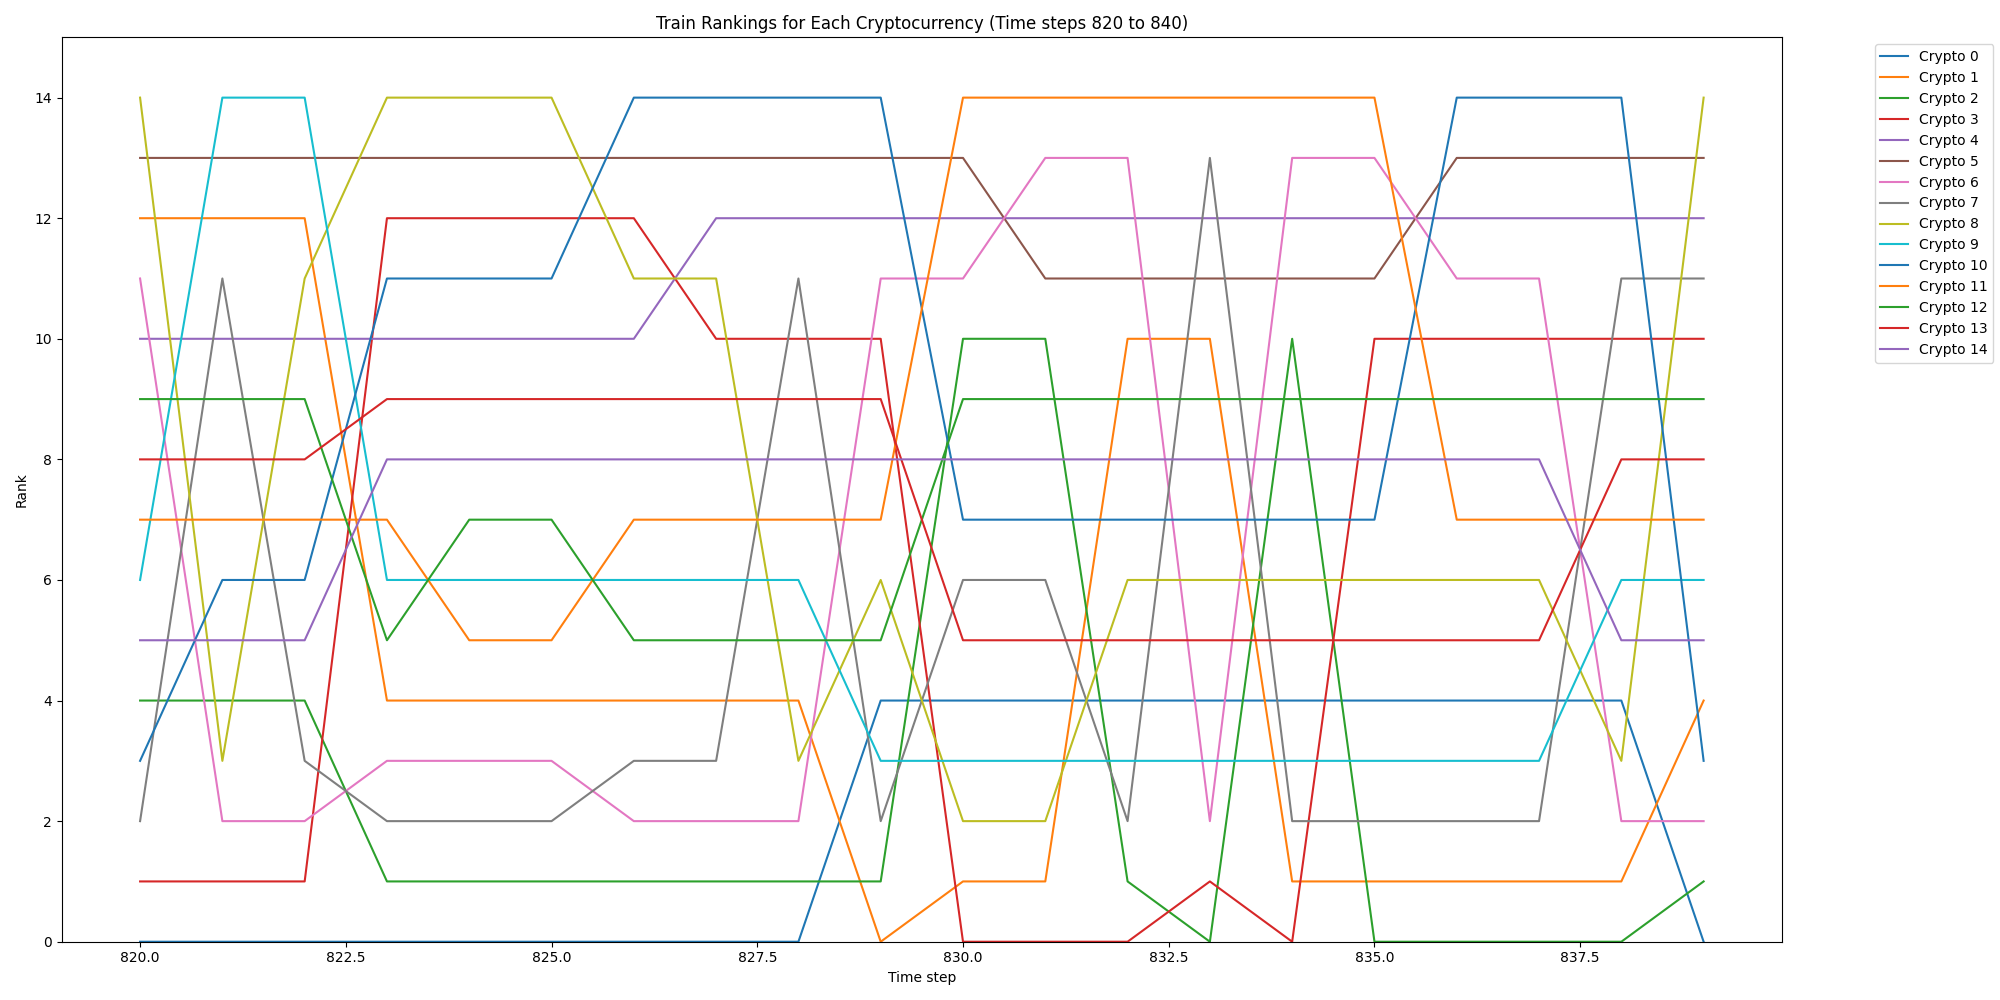 Train Rankings for Each Cryptocurrency (Time steps 820 to 840)
Rank
14
12
10
8
6
4
2
0
820.0 822.5 825.0 827.5 830.0 832.5 835.0 837.5
Time step
Crypto 0
Crypto 1
Crypto 2
Crypto 3
Crypto 4
Crypto 5
Crypto 6
Crypto 7
Crypto 8
Crypto 9
Crypto 10
Crypto 11
Crypto 12
Crypto 13
Crypto 14